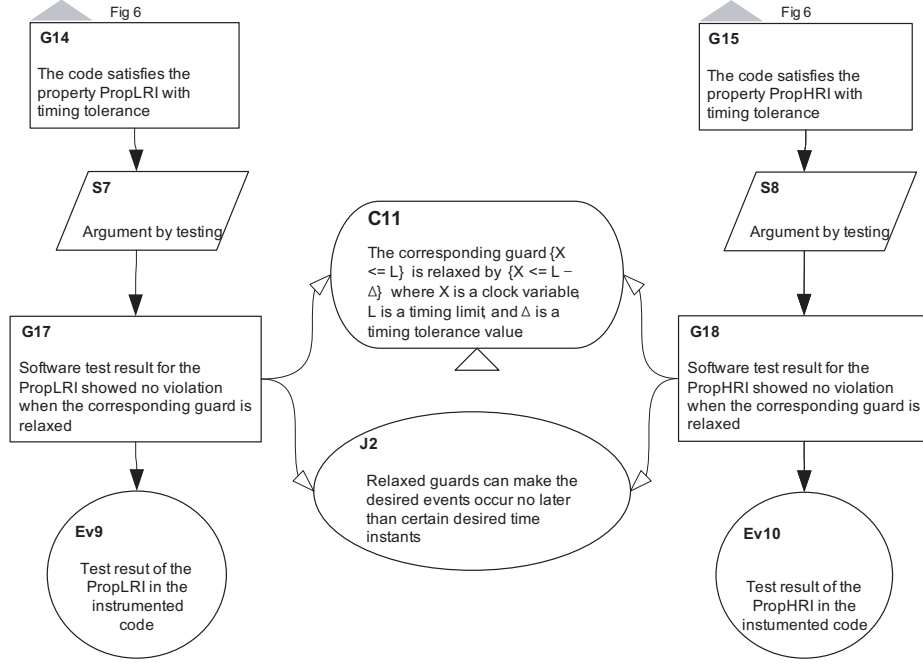 Fig 6
G14
The code satisfies the
property PropLRI with
timing tolerance
Fig 6
G15
The code satisfies the
property PropHRI with
timing tolerance
S7
Argument by testing
S8
Argument by testing
C11
The corresponding guard {X
<= L} is relaxed by {X <= L −
Δ} where X is a clock variable,
L is a timing limit, and Δ is a
timing tolerance value
G17
Software test result for the
PropLRI showed no violation
when the corresponding guard is
relaxed
G18
Software test result for the
PropHRI showed no violation
when the corresponding guard is
relaxed
J2
Relaxed guards can make the
desired events occur no later
than certain desired time
instants
Ev9
Test resut of the
PropLRI in the
instrumented
code
Ev10
Test result of the
PropHRI in the
instumented code